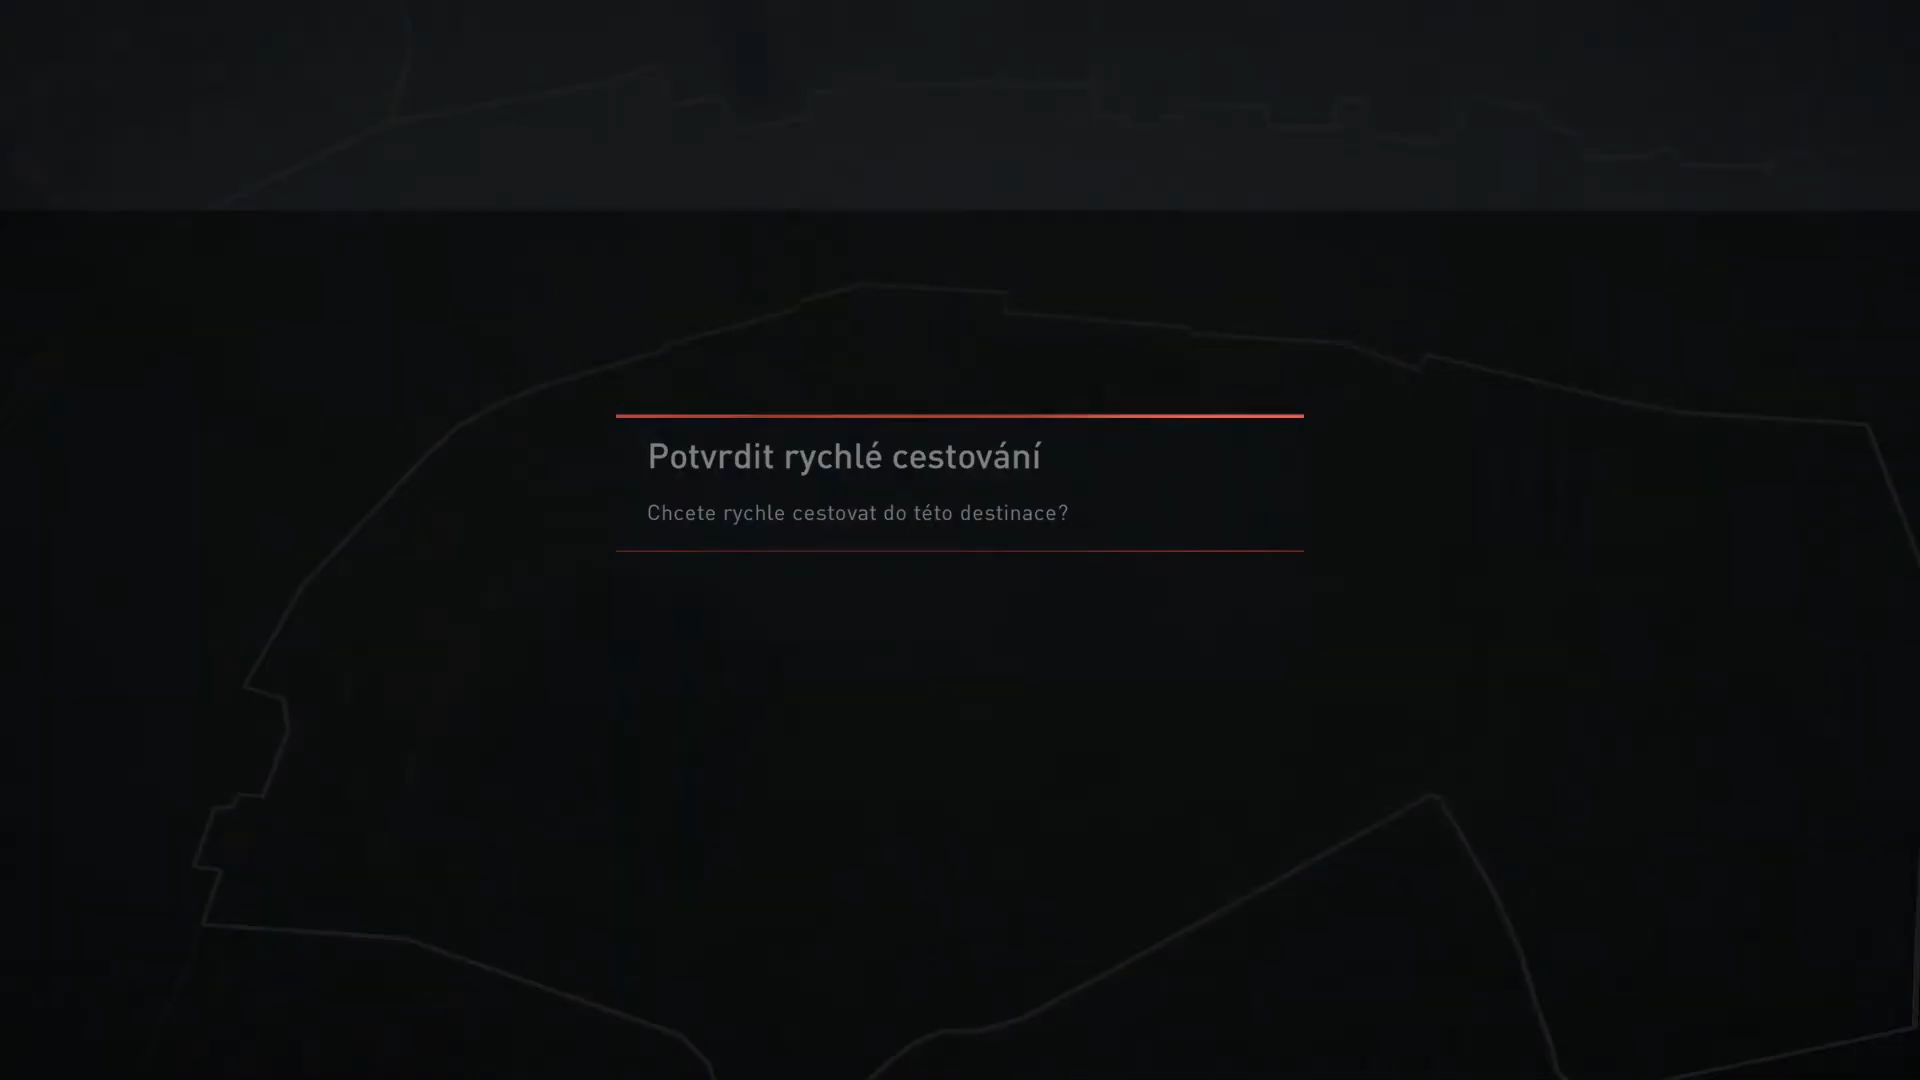 Potvrdit rychlé cestování
Chcete rychle cestovat do této destinace?